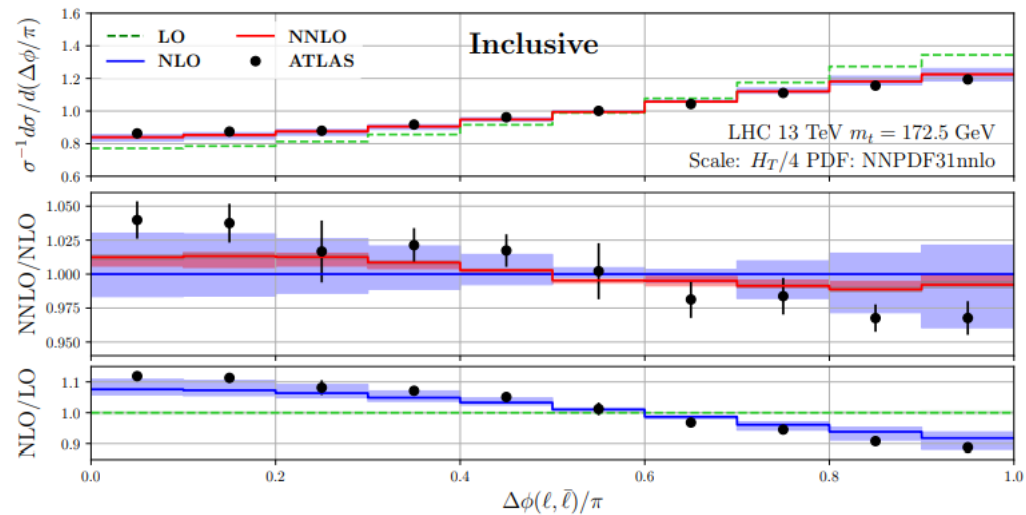 σ⁻¹dσ/d(Δϕ/π)
1.6
1.4
1.2
1.0
0.8
0.6
LO
NLO
NNLO
ATLAS
Inclusive
LHC 13 TeV m_t = 172.5 GeV
Scale: H_T/4 PDF: NNPDF31nnlo
NNLO/NLO
1.050
1.025
1.000
0.975
0.950
NLO/LO
1.1
1.0
0.9
0.0 0.2 0.4 0.6 0.8 1.0
Δϕ(ℓ, ℓ̄)/π